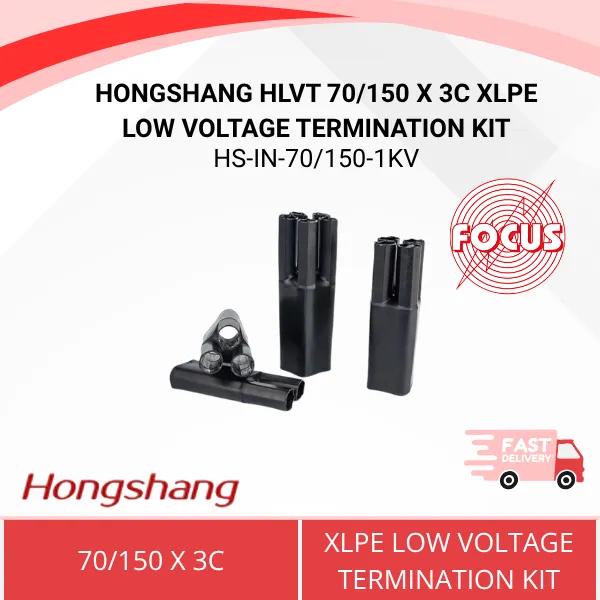 HONGSHANG HLVT 70/150 X 3C XLPE
LOW VOLTAGE TERMINATION KIT
HS-IN-70/150-1KV
FOCUS
FAST
DELIVERY
Hongshang
70/150 X 3C
XLPE LOW VOLTAGE
TERMINATION KIT